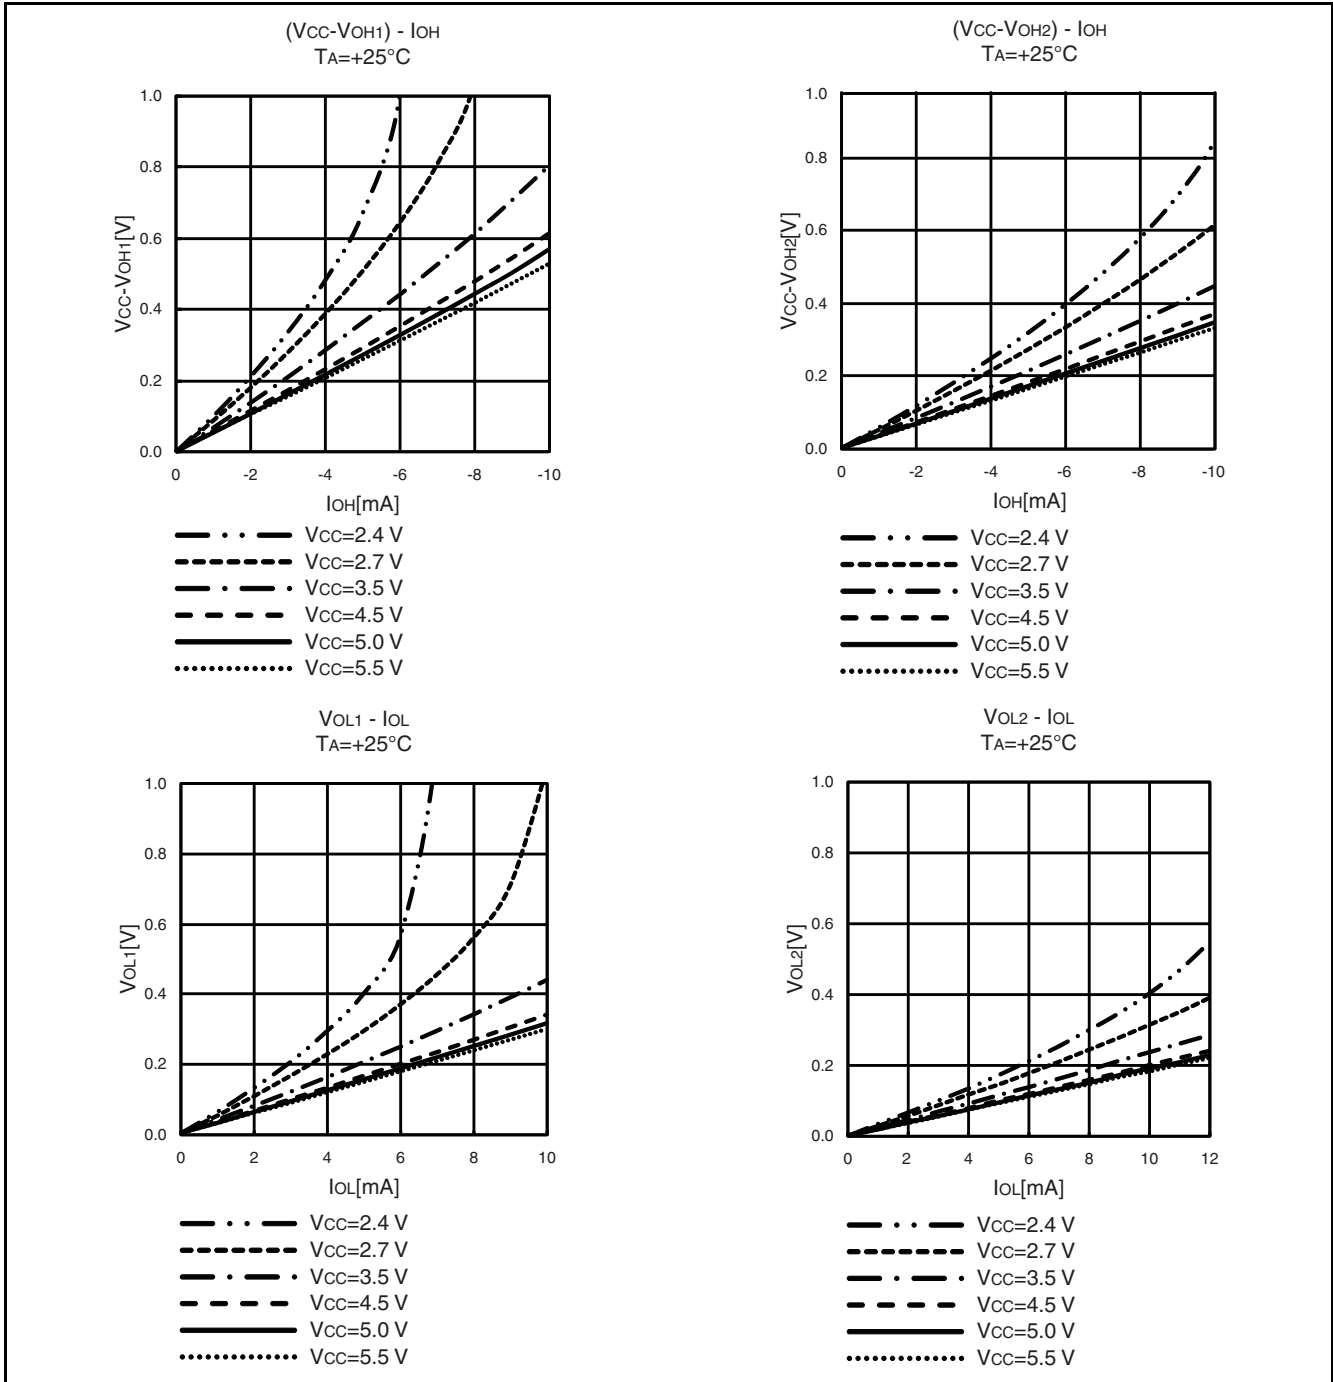 (VCC-VOH1) - IOH
TA=+25°C
1.0
0.8
0.6
0.4
0.2
0.0
VCC-VOH1[V]
0 -2 -4 -6 -8 -10
IOH[mA]
VCC=2.4 V
VCC=2.7 V
VCC=3.5 V
VCC=4.5 V
VCC=5.0 V
VCC=5.5 V
(VCC-VOH2) - IOH
TA=+25°C
1.0
0.8
0.6
0.4
0.2
0.0
VCC-VOH2[V]
0 -2 -4 -6 -8 -10
IOH[mA]
VCC=2.4 V
VCC=2.7 V
VCC=3.5 V
VCC=4.5 V
VCC=5.0 V
VCC=5.5 V
VOL1 - IOL
TA=+25°C
1.0
0.8
0.6
0.4
0.2
0.0
VOL1[V]
0 2 4 6 8 10
IOL[mA]
VCC=2.4 V
VCC=2.7 V
VCC=3.5 V
VCC=4.5 V
VCC=5.0 V
VCC=5.5 V
VOL2 - IOL
TA=+25°C
1.0
0.8
0.6
0.4
0.2
0.0
VOL2[V]
0 2 4 6 8 10 12
IOL[mA]
VCC=2.4 V
VCC=2.7 V
VCC=3.5 V
VCC=4.5 V
VCC=5.0 V
VCC=5.5 V